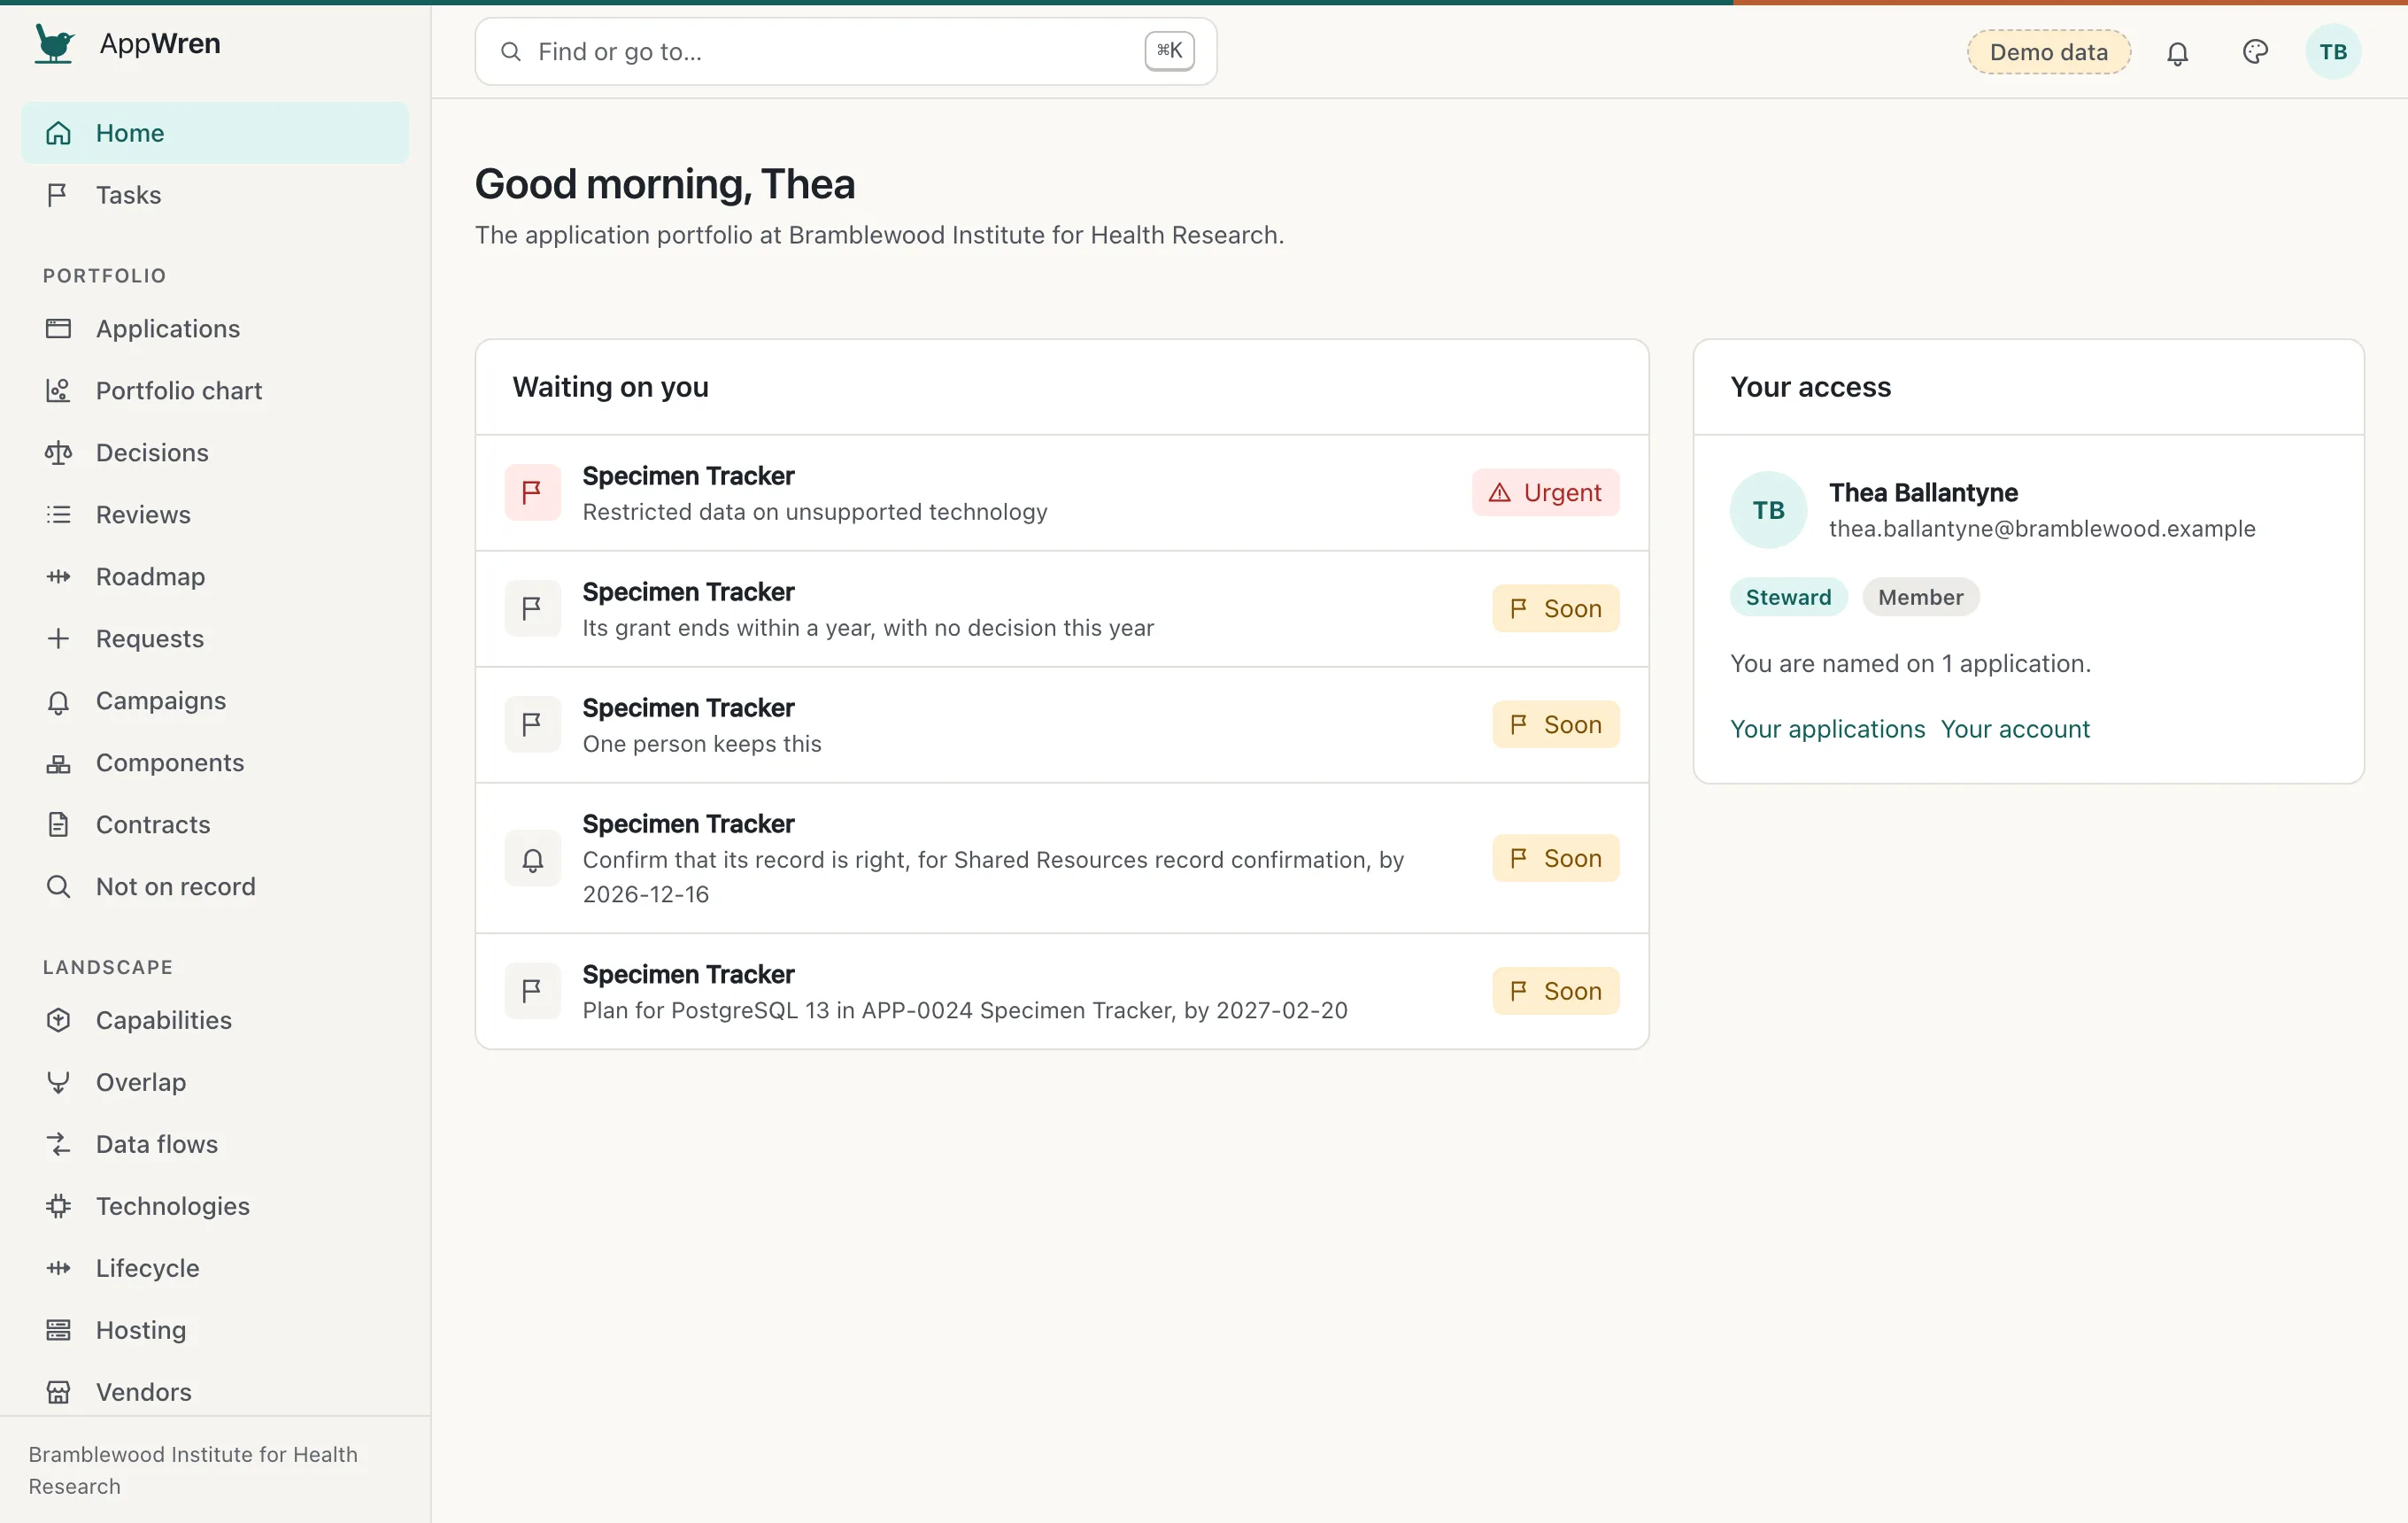 AppWren
Find or go to...
⌘K
Demo data
TB
Home
Tasks
PORTFOLIO
Applications
Portfolio chart
Decisions
Reviews
Roadmap
Requests
Campaigns
Components
Contracts
Not on record
LANDSCAPE
Capabilities
Overlap
Data flows
Technologies
Lifecycle
Hosting
Vendors
Bramblewood Institute for Health
Research
Good morning, Thea
The application portfolio at Bramblewood Institute for Health Research.
Waiting on you
Specimen Tracker
Restricted data on unsupported technology
Urgent
Specimen Tracker
Its grant ends within a year, with no decision this year
Soon
Specimen Tracker
One person keeps this
Soon
Specimen Tracker
Confirm that its record is right, for Shared Resources record confirmation, by
2026-12-16
Soon
Specimen Tracker
Plan for PostgreSQL 13 in APP-0024 Specimen Tracker, by 2027-02-20
Soon
Your access
TB
Thea Ballantyne
thea.ballantyne@bramblewood.example
Steward
Member
You are named on 1 application.
Your applications
Your account